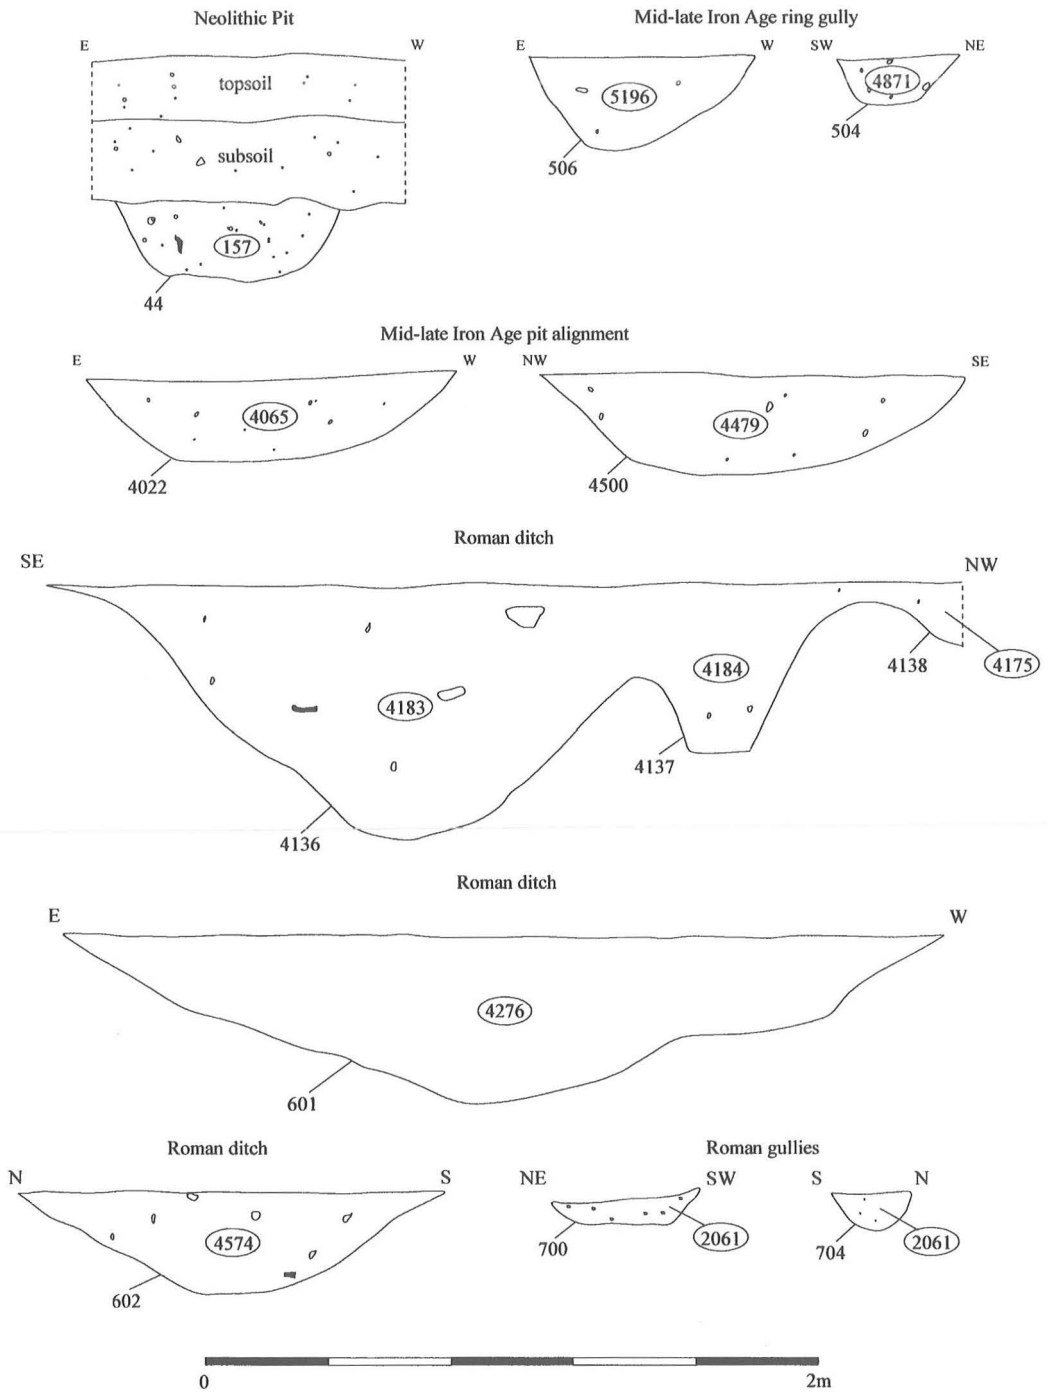 Neolithic Pit
Mid-late Iron Age ring gully
E W
E W
SW NE
topsoil
subsoil
157
44
5196
506
4871
504
Mid-late Iron Age pit alignment
E W
NW SE
4065
4022
4479
4500
Roman ditch
SE NW
4183
4184
4175
4138
4137
4136
Roman ditch
E W
4276
601
Roman ditch
N S
4574
602
Roman gullies
NE SW
S N
700
2061
704
2061
0 2m